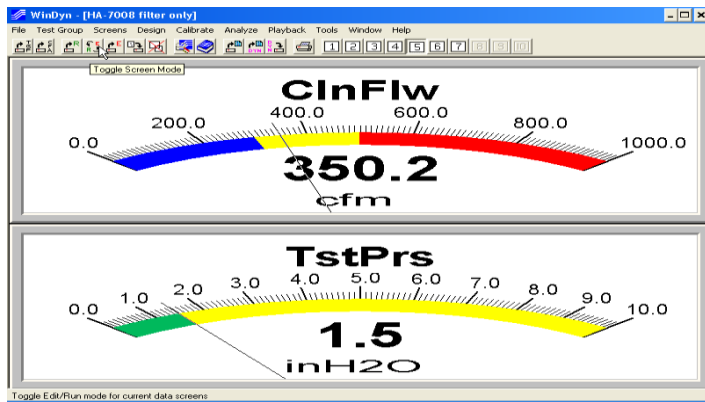 WinDyn - [HA-7008 filter only]
File Test Group Screens Design Calibrate Analyze Playback Tools Window Help
1 2 3 4 5 6 7 8 9 10
Toggle Screen Mode
ClnFlw
0.0 200.0 400.0 600.0 800.0 1000.0
350.2
cfm
TstPrs
0.0 1.0 2.0 3.0 4.0 5.0 6.0 7.0 8.0 9.0 10.0
1.5
inH2O
Toggle Edit/Run mode for current data screens